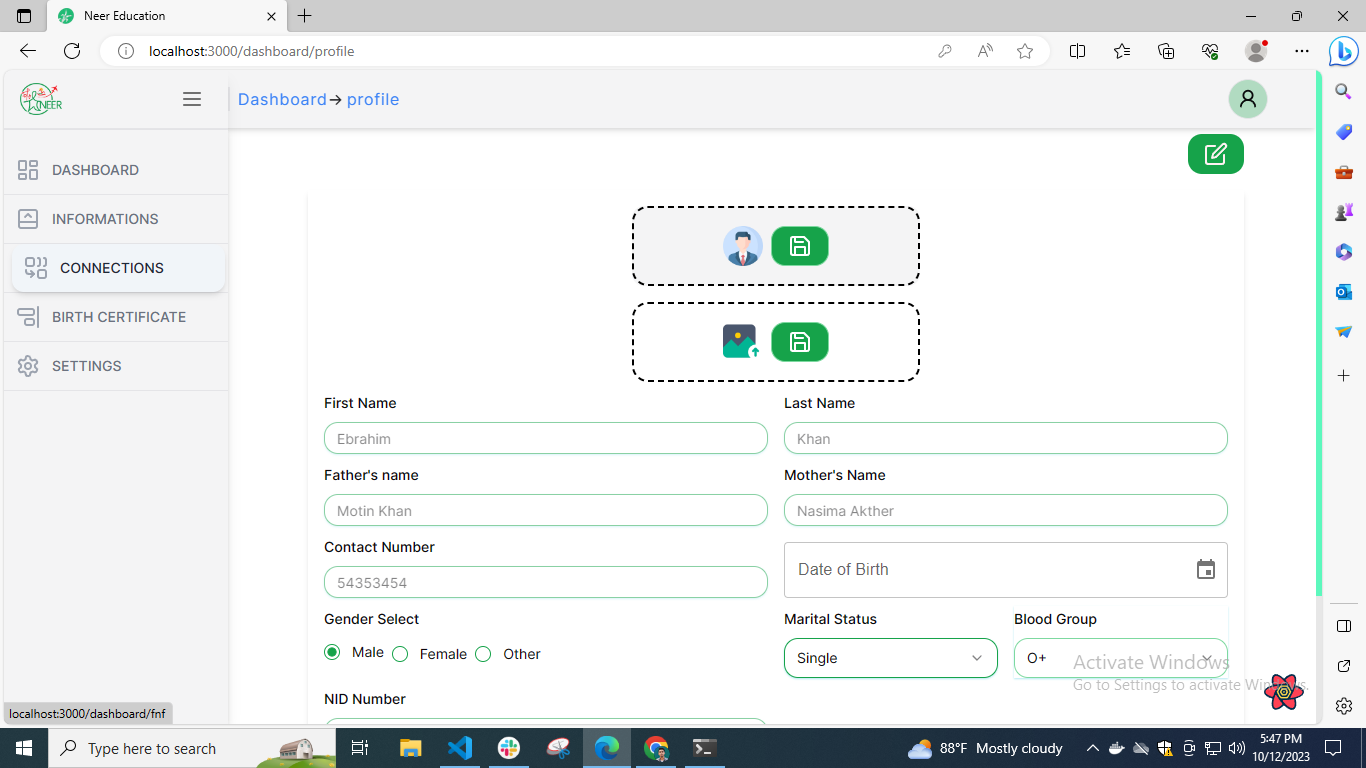 Neer Education
localhost:3000/dashboard/profile
NEER
Dashboard→ profile
DASHBOARD
INFORMATIONS
CONNECTIONS
BIRTH CERTIFICATE
SETTINGS
First Name
Last Name
Ebrahim
Khan
Father's name
Mother's Name
Motin Khan
Nasima Akther
Contact Number
54353454
Date of Birth
Gender Select
Male
Female
Other
Marital Status
Blood Group
Single
O+
Activate Windows
Go to Settings to activate Windows.
NID Number
localhost:3000/dashboard/fnf
Type here to search
88°F Mostly cloudy
5:47 PM
10/12/2023